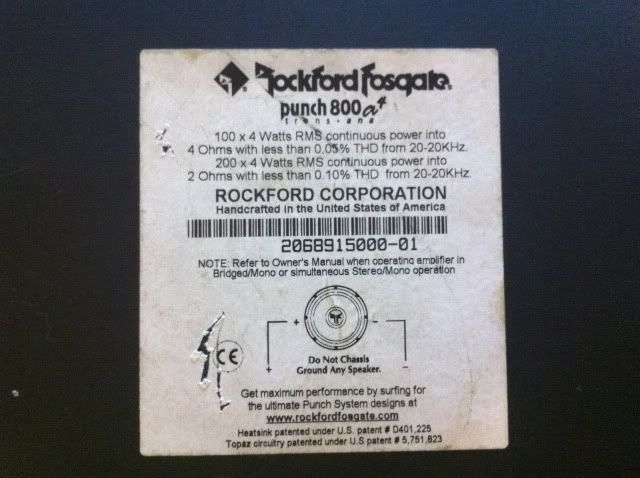 Rockford Fosgate
punch 800a4
trans•ana
100 x 4 Watts RMS continuous power into
4 Ohms with less than 0.05% THD from 20-20KHz.
200 x 4 Watts RMS continuous power into
2 Ohms with less than 0.10% THD from 20-20KHz
ROCKFORD CORPORATION
Handcrafted in the United States of America
2068915000-01
NOTE: Refer to Owner's Manual when operating amplifier in
Bridged/Mono or simultaneous Stereo/Mono operation
+ -
+ -
CE
Do Not Chassis
Ground Any Speaker.
Get maximum performance by surfing for
the ultimate Punch System designs at
www.rockfordfosgate.com
Heatsink patented under U.S. patent # D401,225
Topaz circuitry patented under U.S patent # 5,751,823